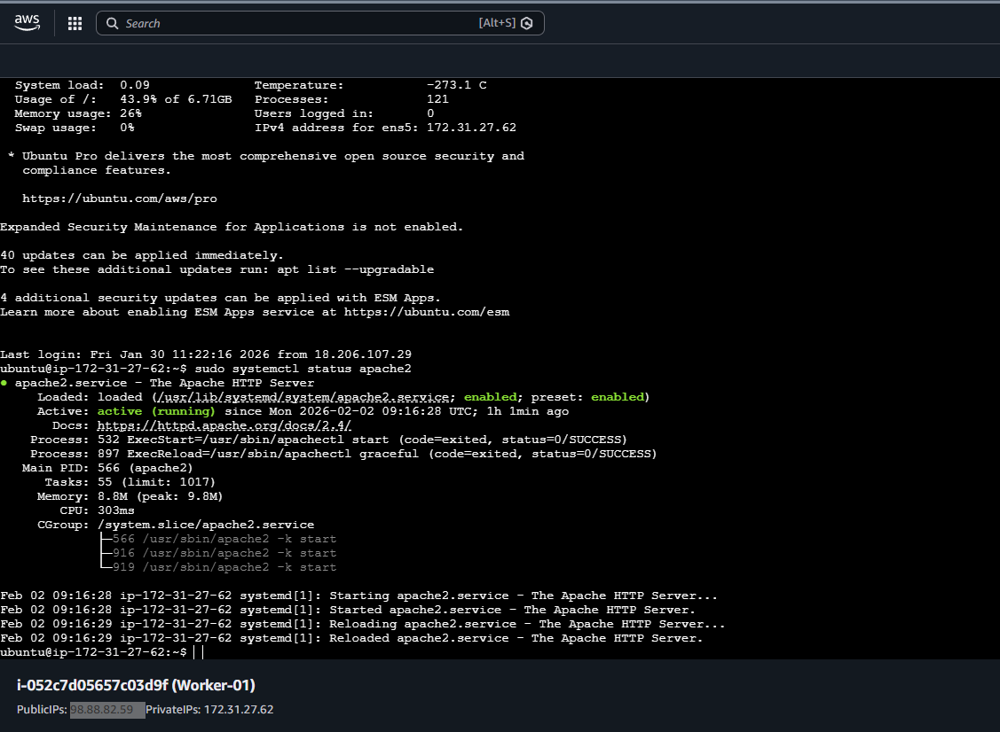 aws
Search [Alt+S]
System load: 0.09 Temperature: -273.1 C
Usage of /: 43.9% of 6.71GB Processes: 121
Memory usage: 26% Users logged in: 0
Swap usage: 0% IPv4 address for ens5: 172.31.27.62
* Ubuntu Pro delivers the most comprehensive open source security and
compliance features.
https://ubuntu.com/aws/pro
Expanded Security Maintenance for Applications is not enabled.
40 updates can be applied immediately.
To see these additional updates run: apt list --upgradable
4 additional security updates can be applied with ESM Apps.
Learn more about enabling ESM Apps service at https://ubuntu.com/esm
Last login: Fri Jan 30 11:22:16 2026 from 18.206.107.29
ubuntu@ip-172-31-27-62:~$ sudo systemctl status apache2
● apache2.service - The Apache HTTP Server
Loaded: loaded (/usr/lib/systemd/system/apache2.service; enabled; preset: enabled)
Active: active (running) since Mon 2026-02-02 09:16:28 UTC; 1h 1min ago
Docs: https://httpd.apache.org/docs/2.4/
Process: 532 ExecStart=/usr/sbin/apachectl start (code=exited, status=0/SUCCESS)
Process: 897 ExecReload=/usr/sbin/apachectl graceful (code=exited, status=0/SUCCESS)
Main PID: 566 (apache2)
Tasks: 55 (limit: 1017)
Memory: 8.8M (peak: 9.8M)
CPU: 303ms
CGroup: /system.slice/apache2.service
├─566 /usr/sbin/apache2 -k start
├─916 /usr/sbin/apache2 -k start
└─919 /usr/sbin/apache2 -k start
Feb 02 09:16:28 ip-172-31-27-62 systemd[1]: Starting apache2.service - The Apache HTTP Server...
Feb 02 09:16:28 ip-172-31-27-62 systemd[1]: Started apache2.service - The Apache HTTP Server.
Feb 02 09:16:29 ip-172-31-27-62 systemd[1]: Reloading apache2.service - The Apache HTTP Server...
Feb 02 09:16:29 ip-172-31-27-62 systemd[1]: Reloaded apache2.service - The Apache HTTP Server.
ubuntu@ip-172-31-27-62:~$
i-052c7d05657c03d9f (Worker-01)
PublicIPs: 98.88.82.59 PrivateIPs: 172.31.27.62